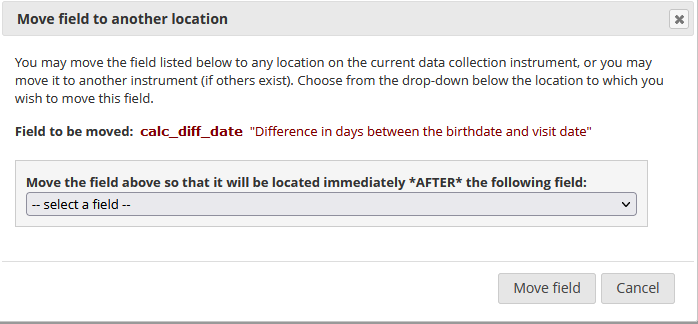 Move field to another location
You may move the field listed below to any location on the current data collection instrument, or you may
move it to another instrument (if others exist). Choose from the drop-down below the location to which you
wish to move this field.
Field to be moved: calc_diff_date "Difference in days between the birthdate and visit date"
Move the field above so that it will be located immediately *AFTER* the following field:
-- select a field --
Move field Cancel